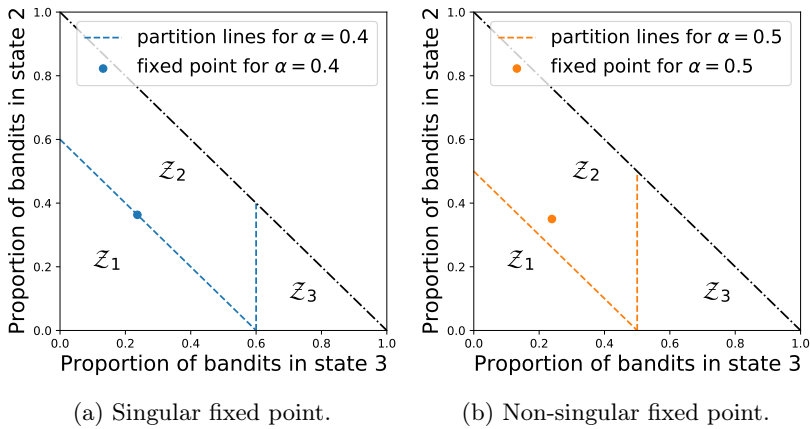 1.0
0.8
0.6
0.4
0.2
0.0
0.0 0.2 0.4 0.6 0.8 1.0
Proportion of bandits in state 2
Proportion of bandits in state 3
partition lines for α = 0.4
fixed point for α = 0.4
𝒵2
𝒵1
𝒵3
(a) Singular fixed point.
1.0
0.8
0.6
0.4
0.2
0.0
0.0 0.2 0.4 0.6 0.8 1.0
Proportion of bandits in state 2
Proportion of bandits in state 3
partition lines for α = 0.5
fixed point for α = 0.5
𝒵2
𝒵1
𝒵3
(b) Non-singular fixed point.